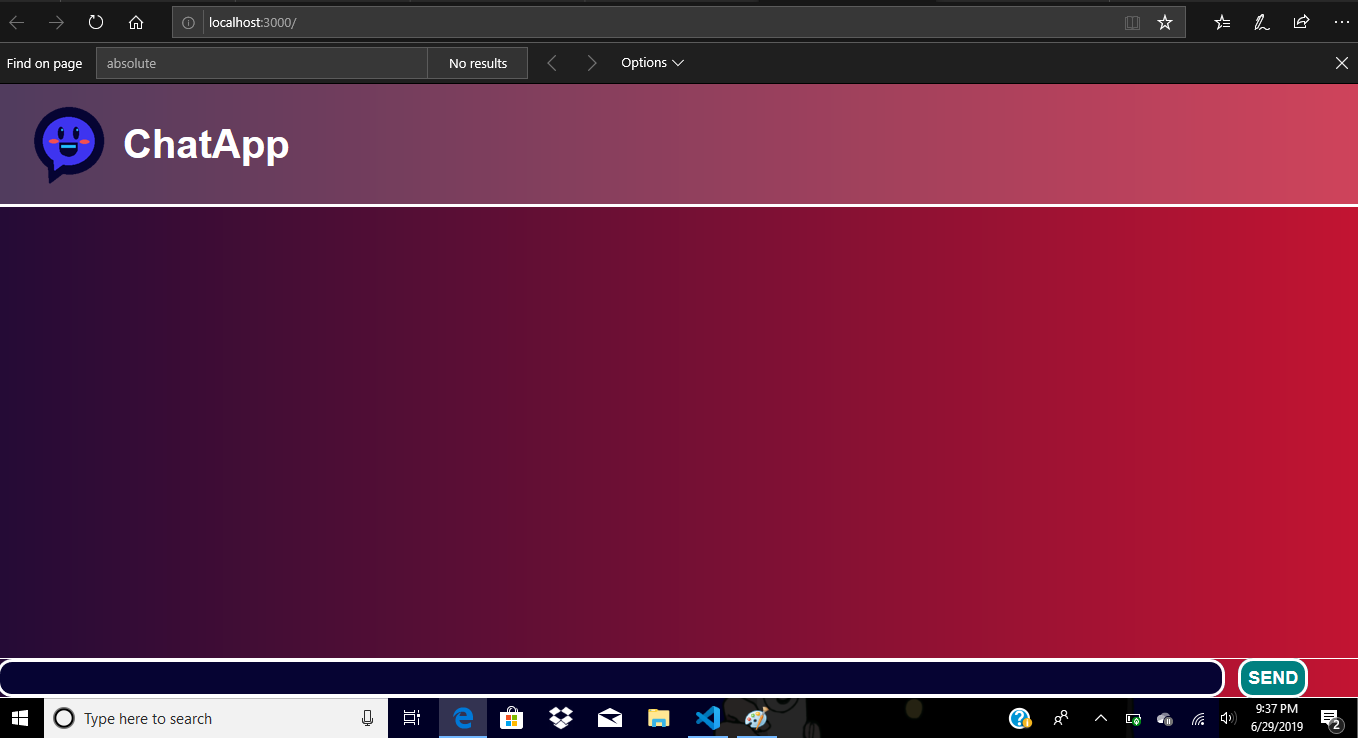 localhost:3000/
Find on page absolute No results Options
ChatApp
SEND
Type here to search
9:37 PM
6/29/2019
2